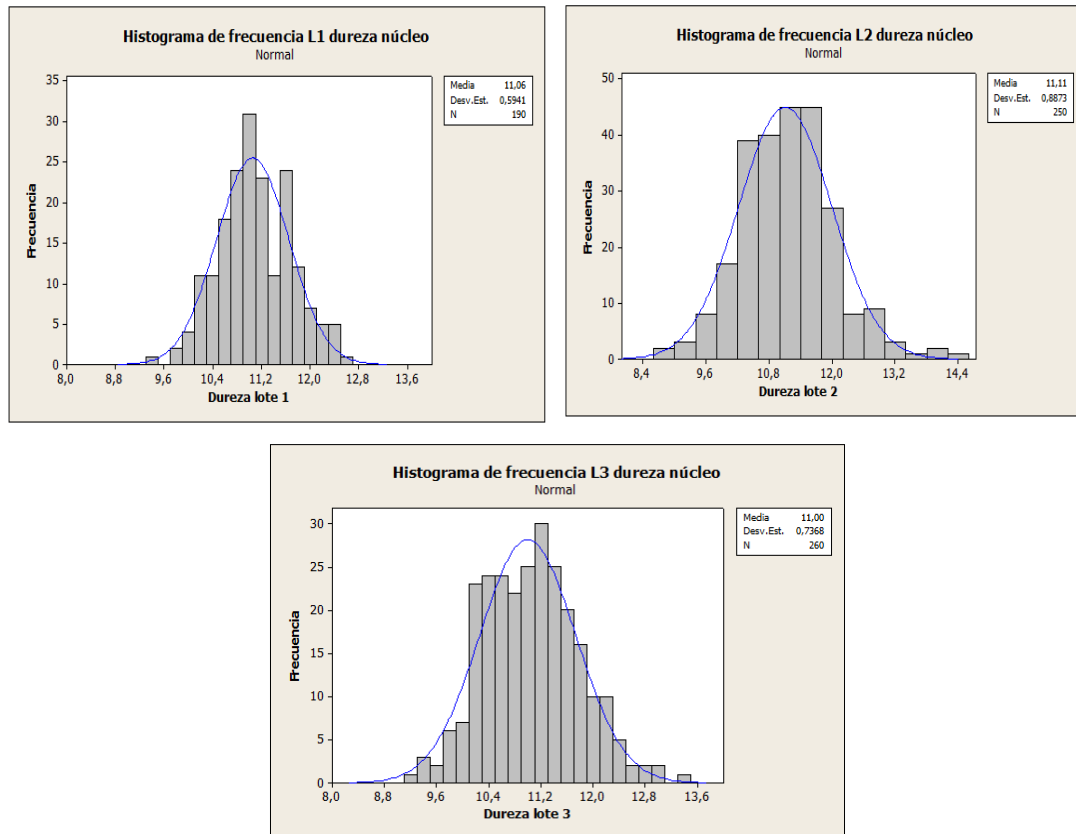 Histograma de frecuencia L1 dureza núcleo
Normal
Media 11,06
Desv.Est. 0,5941
N 190
35
30
25
20
15
10
5
0
Frecuencia
8,0 8,8 9,6 10,4 11,2 12,0 12,8 13,6
Dureza lote 1
Histograma de frecuencia L2 dureza núcleo
Normal
Media 11,11
Desv.Est. 0,8873
N 250
50
40
30
20
10
0
Frecuencia
8,4 9,6 10,8 12,0 13,2 14,4
Dureza lote 2
Histograma de frecuencia L3 dureza núcleo
Normal
Media 11,00
Desv.Est. 0,7368
N 260
30
25
20
15
10
5
0
Frecuencia
8,0 8,8 9,6 10,4 11,2 12,0 12,8 13,6
Dureza lote 3